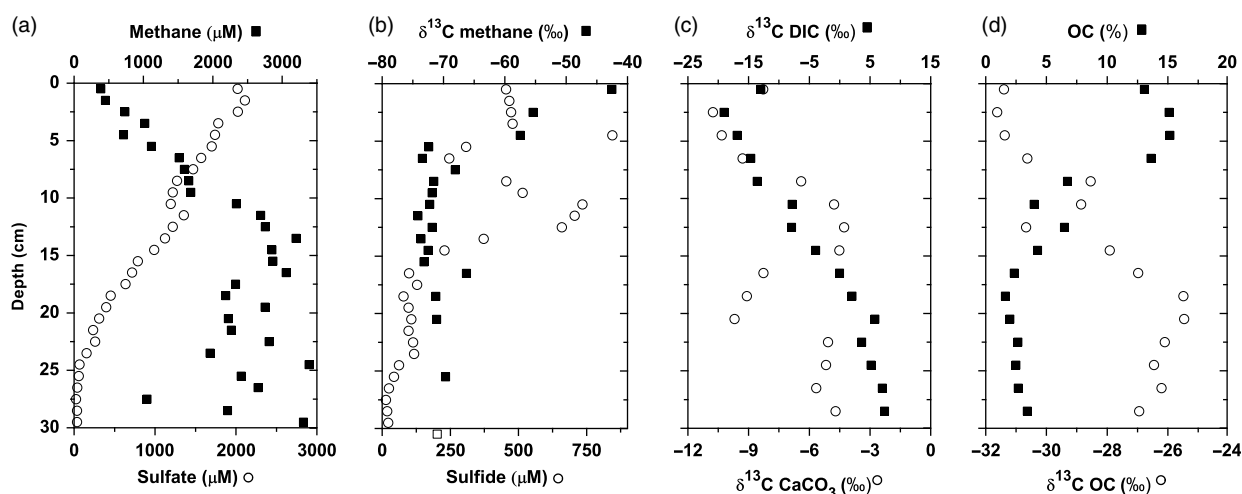 (a) Methane (μM) ■
0 1000 2000 3000
(b) δ¹³C methane (‰) ■
−80 −70 −60 −50 −40
(c) δ¹³C DIC (‰) ■
−25 −15 −5 5 15
(d) OC (%) ■
0 5 10 15 20
Depth (cm)
0
5
10
15
20
25
30
0 1000 2000 3000
Sulfate (μM) ○
0 250 500 750
Sulfide (μM) ○
−12 −9 −6 −3 0
δ¹³C CaCO₃ (‰) ○
−32 −30 −28 −26 −24
δ¹³C OC (‰) ○